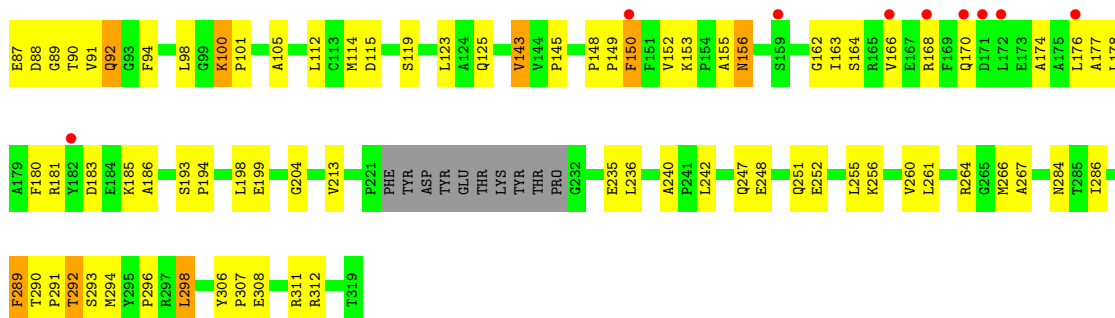 E87 D88 G89 T90 V91 Q92 G93 F94 L98 G99 K100 P101 A105 L112 C113 M114 D115 S119 L123 A124 Q125 V143 V144 P145 P148 P149 F150 F151 V152 K153 P154 A155 N156 S159 G162 I163 S164 R165 V166 E167 R168 F169 Q170 D171 L172 E173 A174 A175 L176 A177 L178
A179 F180 R181 Y182 D183 E184 K185 A186 S193 P194 L198 E199 G204 V213 P221 PHE TYR ASP TYR GLU THR LYS TYR THR PRO G232 E235 L236 A240 P241 L242 Q247 E248 Q251 E252 L255 K256 V260 L261 R264 G265 M266 A267 N284 T285 I286
F289 T290 P291 T292 S293 M294 Y295 P296 R297 L298 Y306 P307 E308 R311 R312 T319